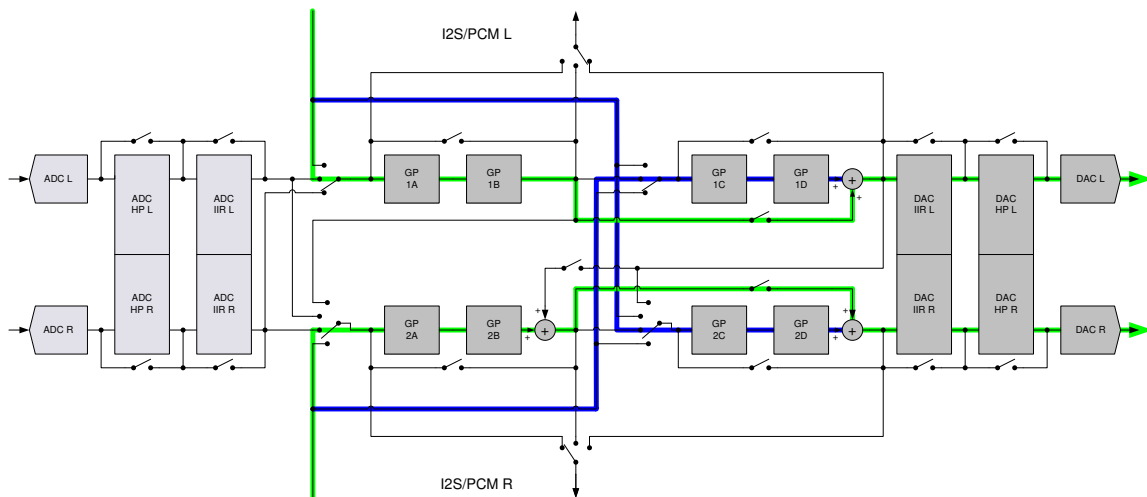 I2S/PCM L
ADC L
ADC
HP L
ADC
IIR L
GP
1A
GP
1B
GP
1C
GP
1D
+
+
+
DAC
IIR L
DAC
HP L
DAC L
ADC R
ADC
HP R
ADC
IIR R
GP
2A
GP
2B
+
+
+
GP
2C
GP
2D
+
+
+
DAC
IIR R
DAC
HP R
DAC R
I2S/PCM R